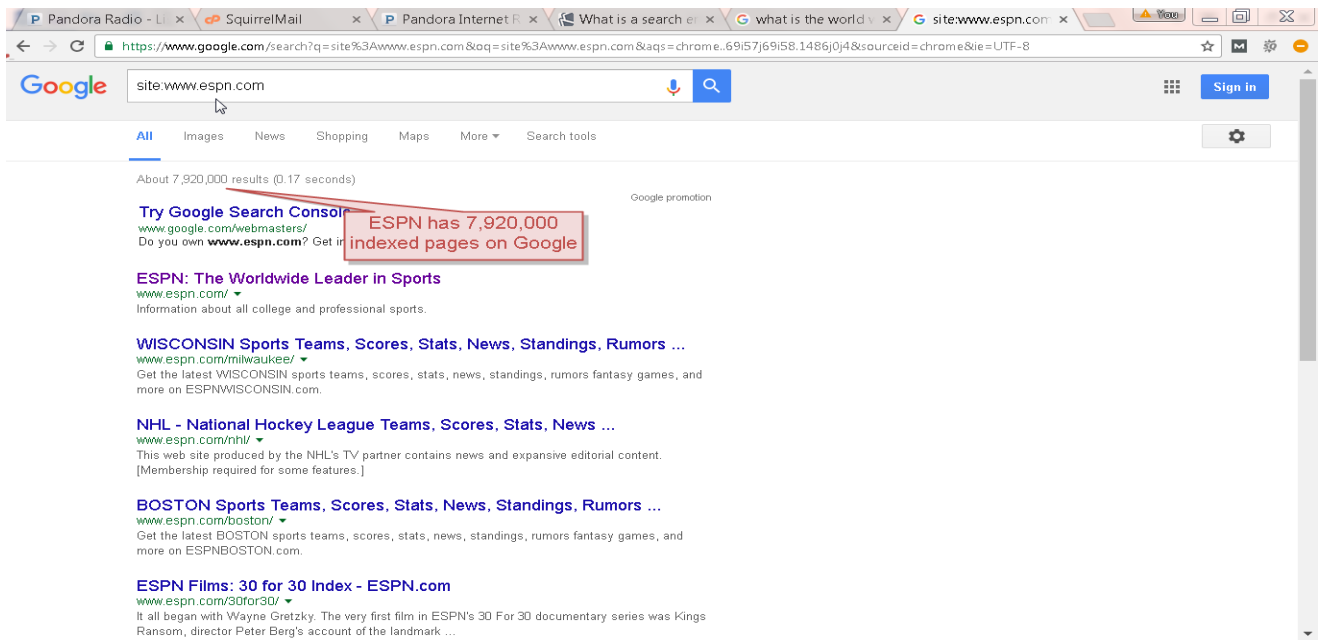 Pandora Radio - Li
SquirrelMail
Pandora Internet R
What is a search e
what is the world v
site:www.espn.com
You
https://www.google.com/search?q=site%3Awww.espn.com&oq=site%3Awww.espn.com&aqs=chrome..69i57j69i58.1486j0j4&sourceid=chrome&ie=UTF-8
Google
site:www.espn.com
Sign in
All Images News Shopping Maps More Search tools
About 7,920,000 results (0.17 seconds)
Google promotion
Try Google Search Console
www.google.com/webmasters/
Do you own www.espn.com? Get in
ESPN has 7,920,000
indexed pages on Google
ESPN: The Worldwide Leader in Sports
www.espn.com/
Information about all college and professional sports.
WISCONSIN Sports Teams, Scores, Stats, News, Standings, Rumors ...
www.espn.com/milwaukee/
Get the latest WISCONSIN sports teams, scores, stats, news, standings, rumors fantasy games, and
more on ESPNWISCONSIN.com.
NHL - National Hockey League Teams, Scores, Stats, News ...
www.espn.com/nhl/
This web site produced by the NHL's TV partner contains news and expansive editorial content.
[Membership required for some features.]
BOSTON Sports Teams, Scores, Stats, News, Standings, Rumors ...
www.espn.com/boston/
Get the latest BOSTON sports teams, scores, stats, news, standings, rumors fantasy games, and
more on ESPNBOSTON.com.
ESPN Films: 30 for 30 Index - ESPN.com
www.espn.com/30for30/
It all began with Wayne Gretzky. The very first film in ESPN's 30 For 30 documentary series was Kings
Ransom, director Peter Berg's account of the landmark ...